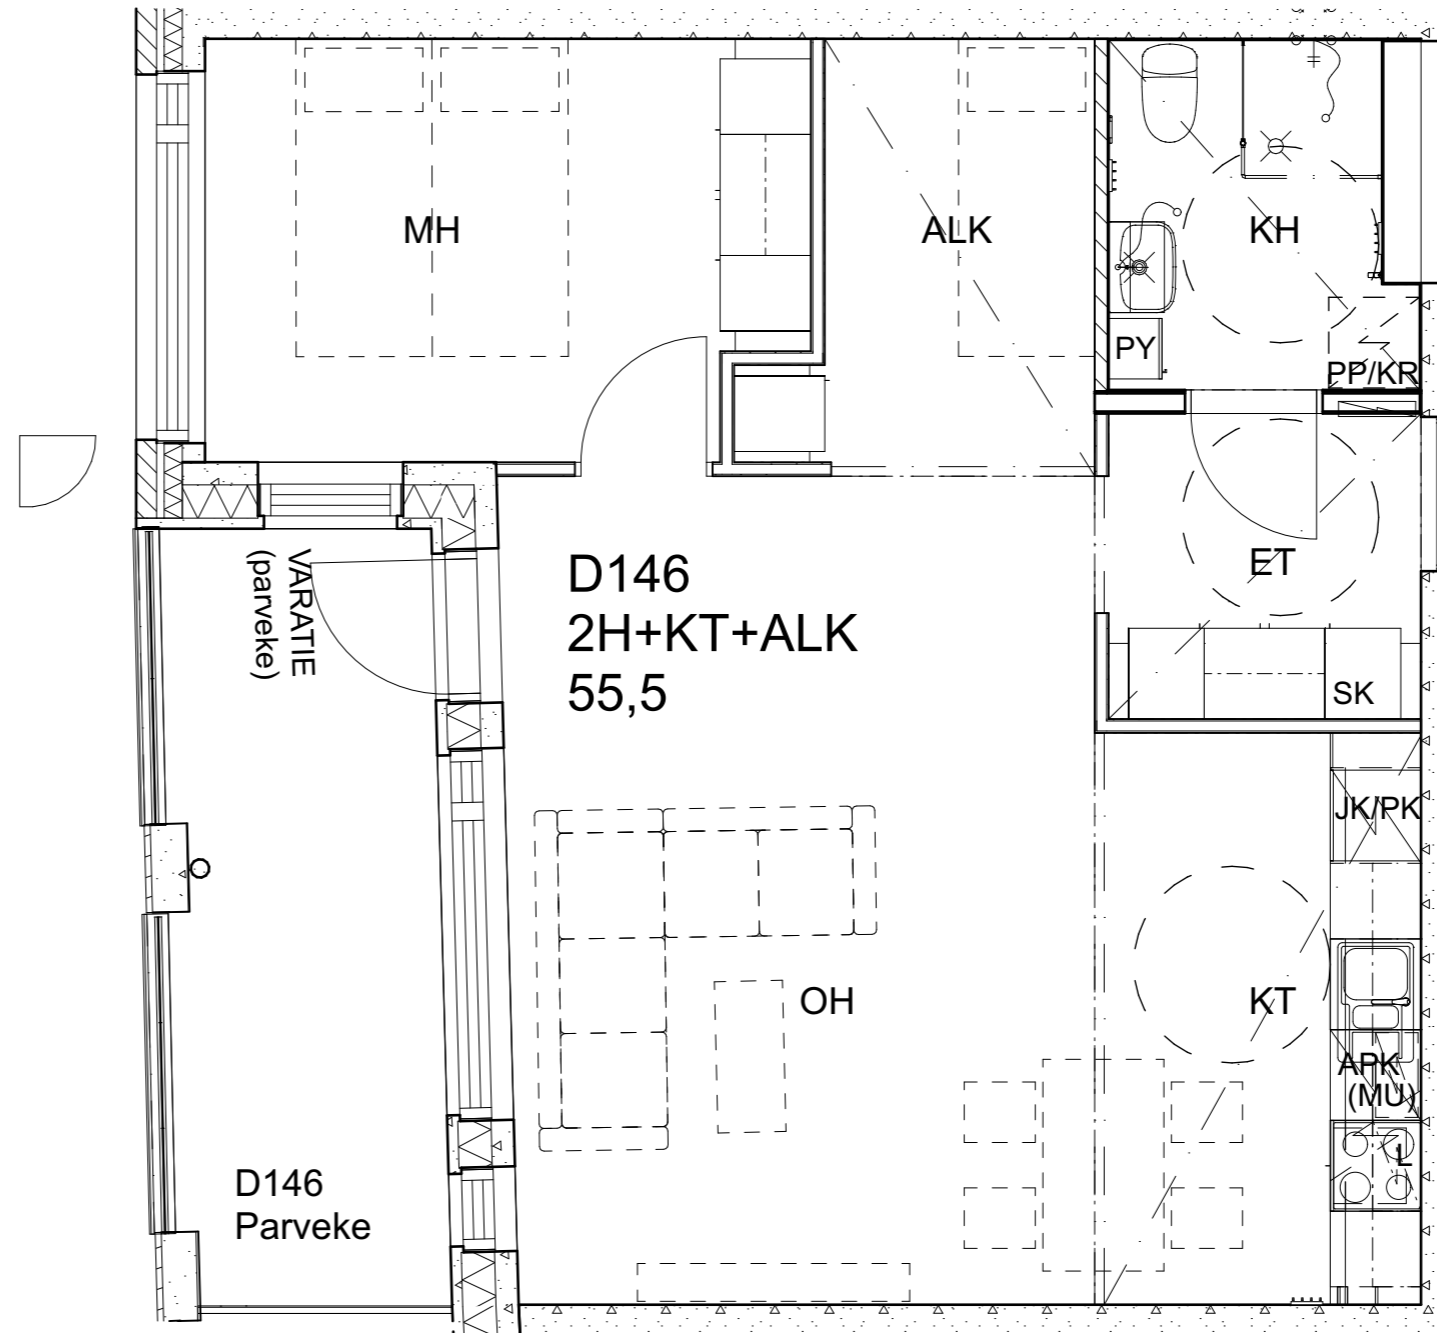 MH
ALK
KH
PY
PP/KR
VARATIE
(parveke)
D146
2H+KT+ALK
55,5
ET
SK
JK/PK
OH
KT
APK
(MU)
L
D146
Parveke